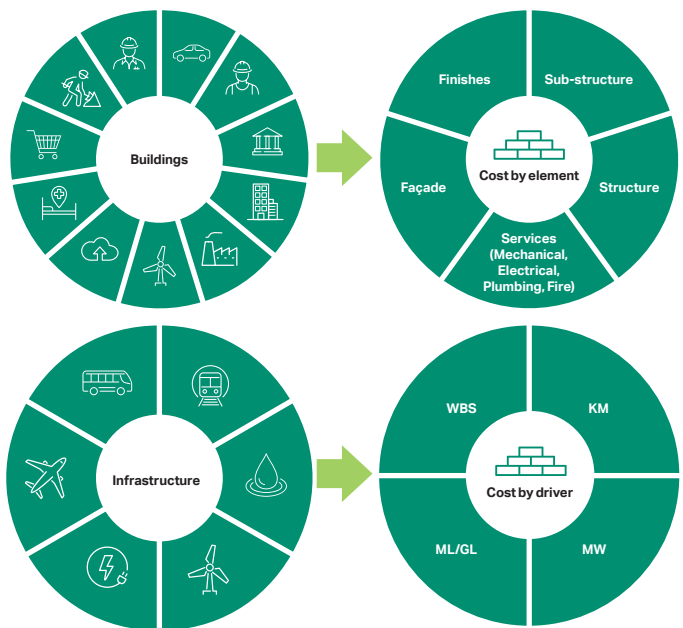 Buildings
Finishes
Sub-structure
Façade
Cost by element
Structure
Services
(Mechanical,
Electrical,
Plumbing, Fire)
Infrastructure
WBS
KM
Cost by driver
ML/GL
MW